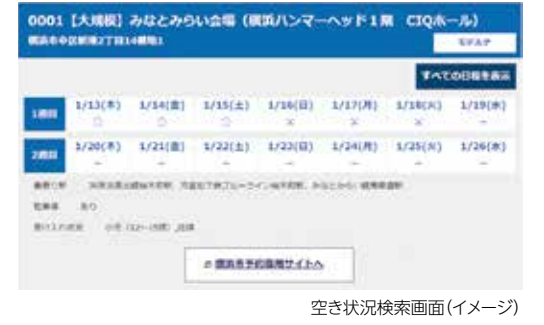 0001【大規模】みなとみらい会場（横浜ハンマーヘッド1期 CIQホール）
横浜市中区新港2丁目14番地1
モデルナ
すべての日程を表示
1週目 1/13(木) 1/14(金) 1/15(土) 1/16(日) 1/17(月) 1/18(火) 1/19(水)
○ ○ ○ × × × －
2週目 1/20(木) 1/21(金) 1/22(土) 1/23(日) 1/24(月) 1/25(火) 1/26(水)
－ － － － － － －
駐車場 あり
横浜市予約専用サイトへ
空き状況検索画面(イメージ)